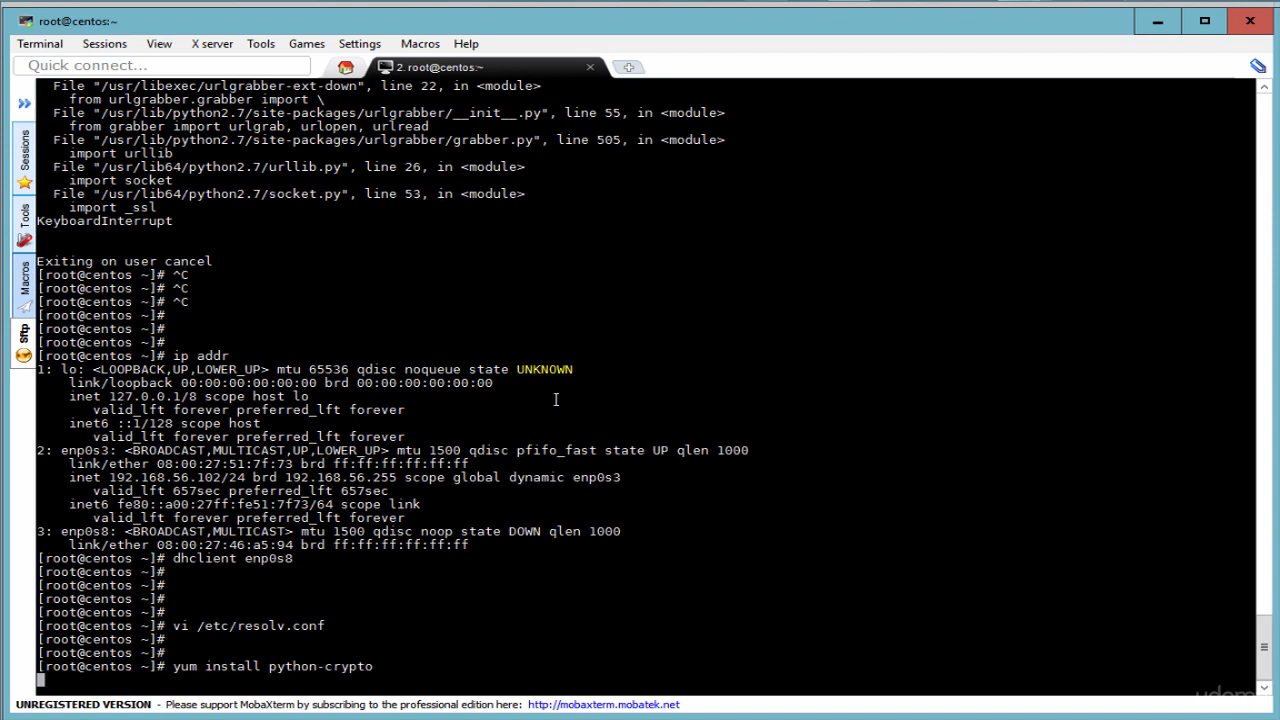 root@centos:~
Terminal Sessions View X server Tools Games Settings Macros Help
Quick connect...
2. root@centos:~
Sessions
Tools
Macros
Sftp
File "/usr/libexec/urlgrabber-ext-down", line 22, in <module>
from urlgrabber.grabber import \
File "/usr/lib/python2.7/site-packages/urlgrabber/__init__.py", line 55, in <module>
from grabber import urlgrab, urlopen, urlread
File "/usr/lib/python2.7/site-packages/urlgrabber/grabber.py", line 505, in <module>
import urllib
File "/usr/lib64/python2.7/urllib.py", line 26, in <module>
import socket
File "/usr/lib64/python2.7/socket.py", line 53, in <module>
import _ssl
KeyboardInterrupt
Exiting on user cancel
[root@centos ~]# ^C
[root@centos ~]# ^C
[root@centos ~]# ^C
[root@centos ~]#
[root@centos ~]#
[root@centos ~]#
[root@centos ~]# ip addr
1: lo: <LOOPBACK,UP,LOWER_UP> mtu 65536 qdisc noqueue state UNKNOWN
link/loopback 00:00:00:00:00:00 brd 00:00:00:00:00:00
inet 127.0.0.1/8 scope host lo
valid_lft forever preferred_lft forever
inet6 ::1/128 scope host
valid_lft forever preferred_lft forever
2: enp0s3: <BROADCAST,MULTICAST,UP,LOWER_UP> mtu 1500 qdisc pfifo_fast state UP qlen 1000
link/ether 08:00:27:51:7f:73 brd ff:ff:ff:ff:ff:ff
inet 192.168.56.102/24 brd 192.168.56.255 scope global dynamic enp0s3
valid_lft 657sec preferred_lft 657sec
inet6 fe80::a00:27ff:fe51:7f73/64 scope link
valid_lft forever preferred_lft forever
3: enp0s8: <BROADCAST,MULTICAST> mtu 1500 qdisc noop state DOWN qlen 1000
link/ether 08:00:27:46:a5:94 brd ff:ff:ff:ff:ff:ff
[root@centos ~]# dhclient enp0s8
[root@centos ~]#
[root@centos ~]#
[root@centos ~]#
[root@centos ~]#
[root@centos ~]# vi /etc/resolv.conf
[root@centos ~]#
[root@centos ~]#
[root@centos ~]# yum install python-crypto
UNREGISTERED VERSION - Please support MobaXterm by subscribing to the professional edition here: http://mobaxterm.mobatek.net